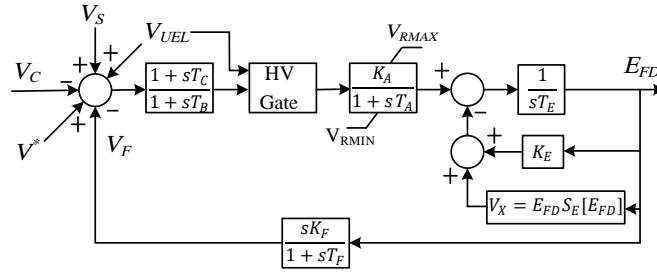 V_S
V_UEL
V_RMAX
V_C
+ + +
−
1 + sT_C
1 + sT_B
HV
Gate
K_A
1 + sT_A
+
1
sT_E
E_FD
V*
+
−
V_F
V_RMIN
−
+
K_E
+
V_X = E_FD S_E[E_FD]
sK_F
1 + sT_F